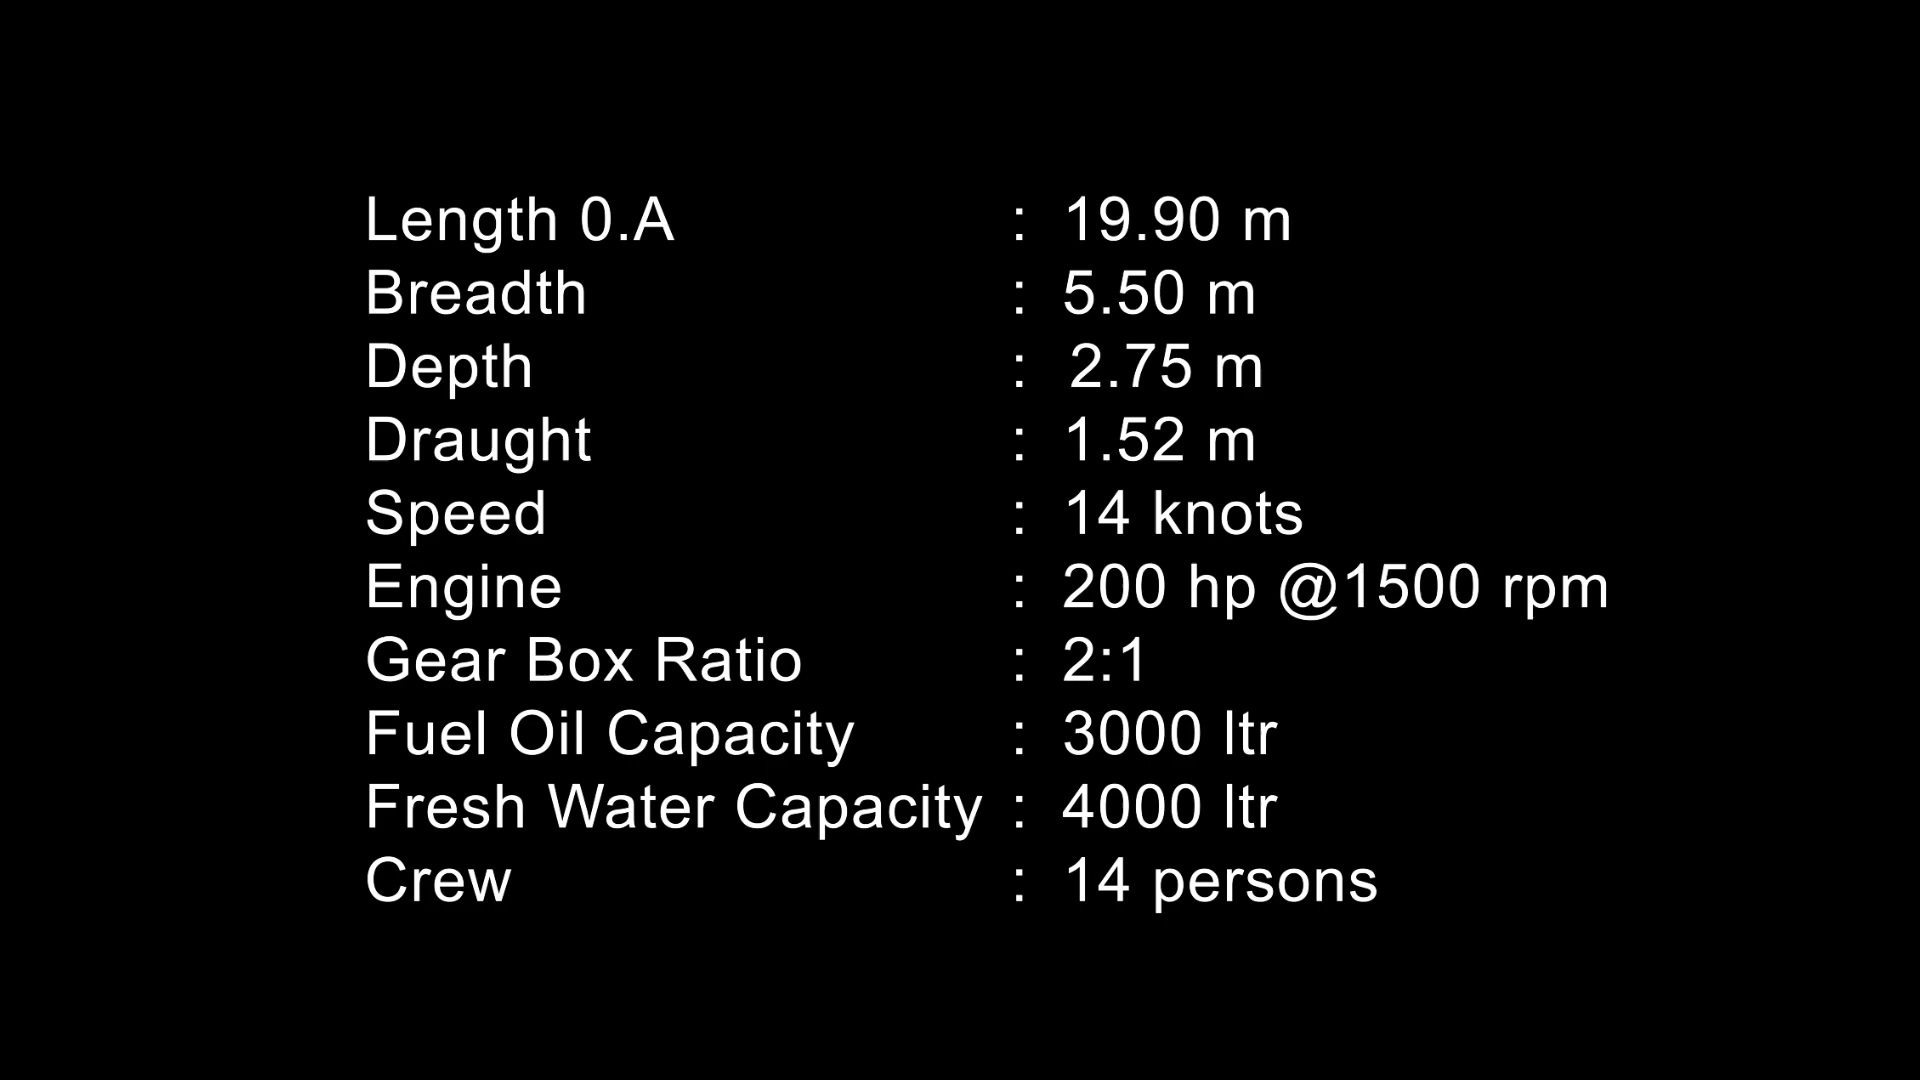 Length 0.A : 19.90 m
Breadth : 5.50 m
Depth : 2.75 m
Draught : 1.52 m
Speed : 14 knots
Engine : 200 hp @1500 rpm
Gear Box Ratio : 2:1
Fuel Oil Capacity : 3000 ltr
Fresh Water Capacity : 4000 ltr
Crew : 14 persons